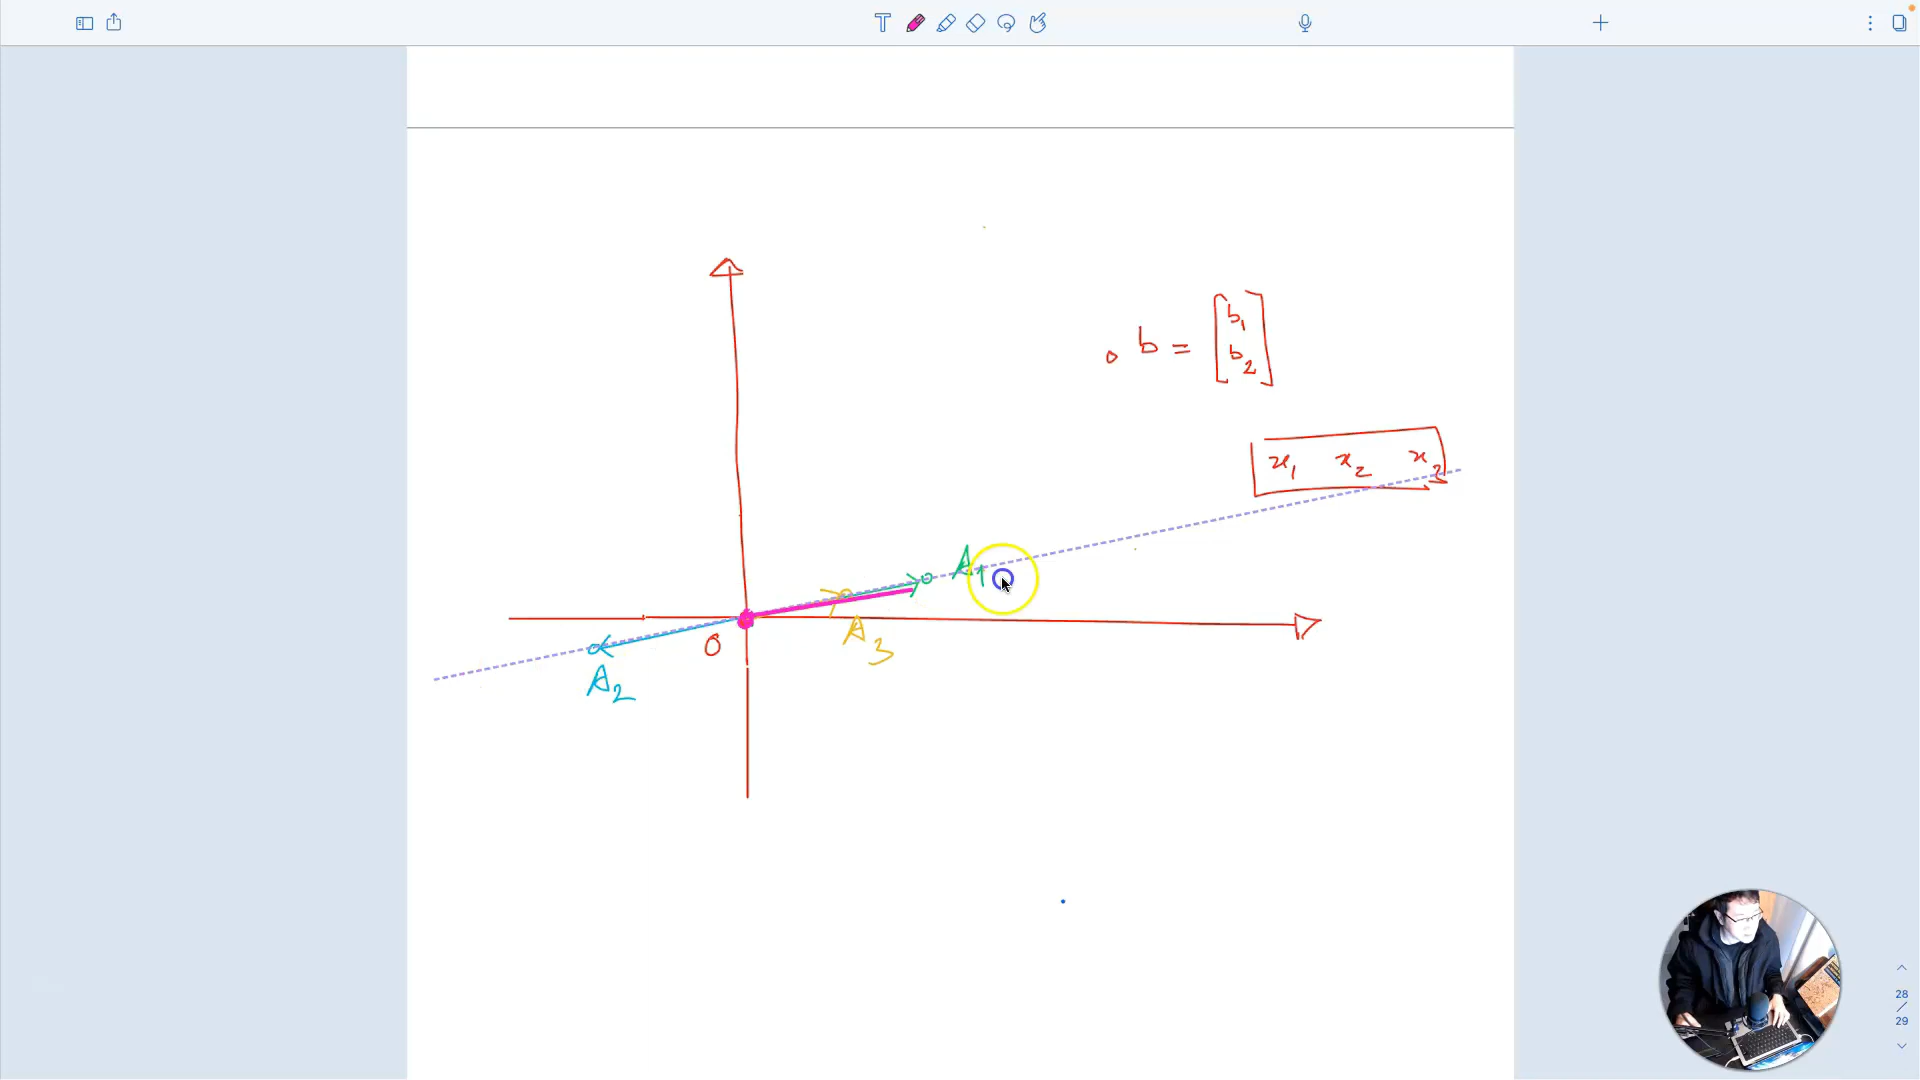 b = [b₁
b₂]
x₁ x₂ x₃
A₁
A₃
O
A₂
28
/
29